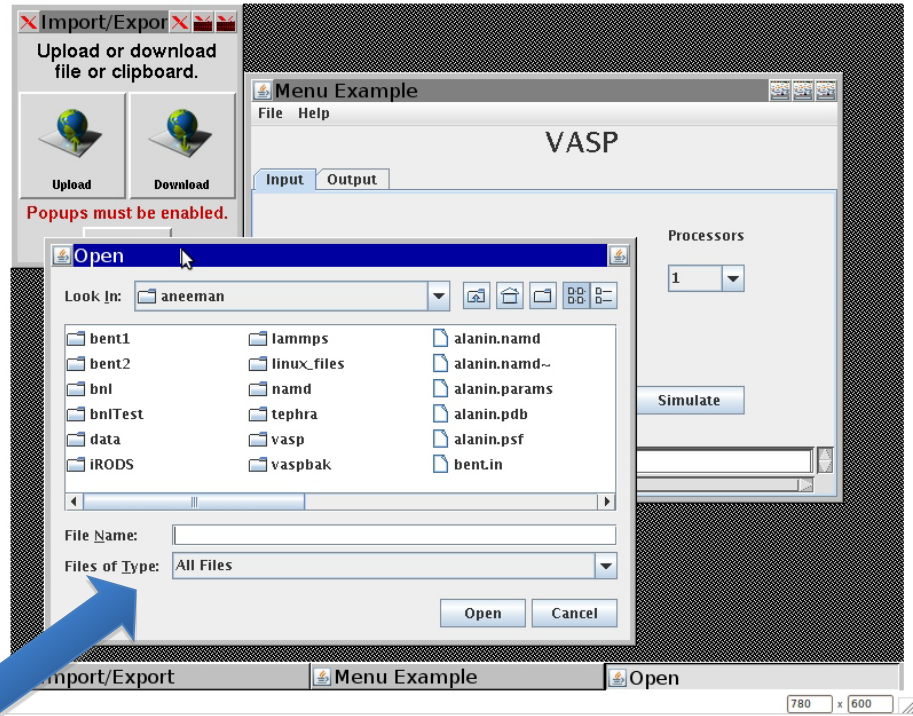 Import/Expor
Upload or download
file or clipboard.
Upload
Download
Popups must be enabled.
Menu Example
File Help
VASP
Input Output
Processors
1
Simulate
Open
Look In: aneeman
bent1
bent2
bnl
bnlTest
data
iRODS
lammps
linux_files
namd
tephra
vasp
vaspbak
alanin.namd
alanin.namd~
alanin.params
alanin.pdb
alanin.psf
bent.in
File Name:
Files of Type: All Files
Open Cancel
mport/Export
Menu Example
Open
780 x 600